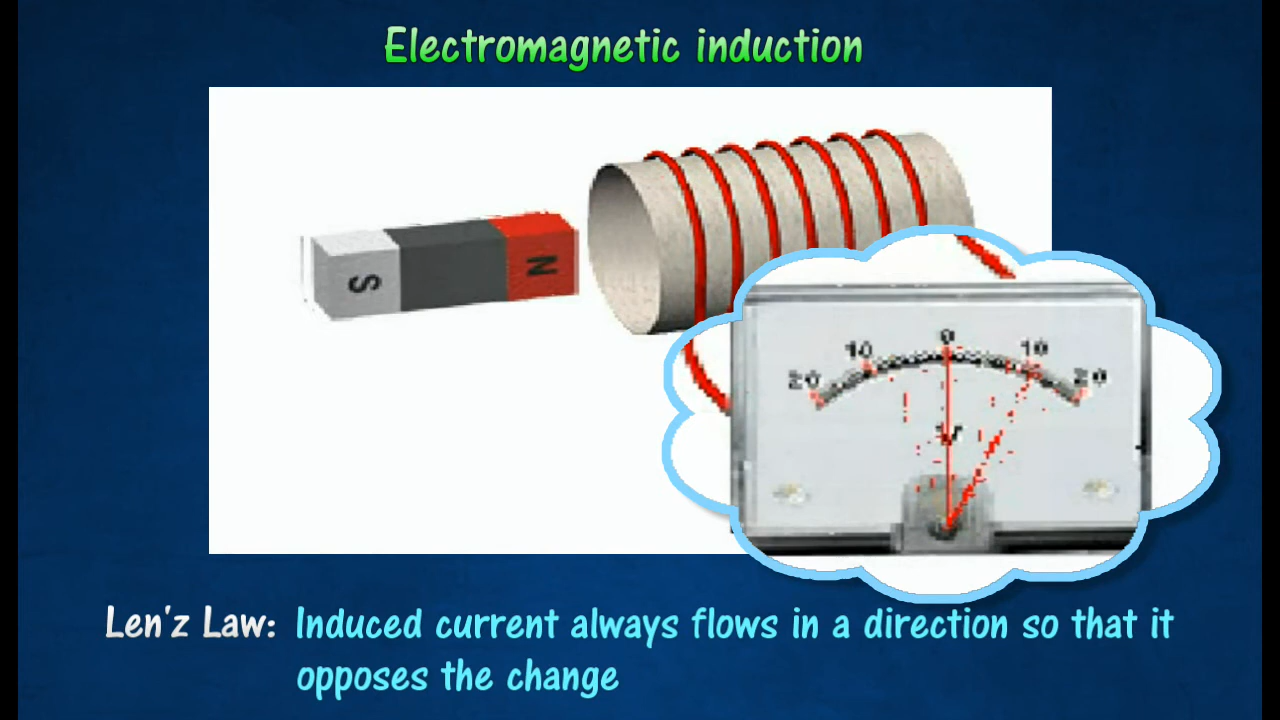 Electromagnetic induction
S
N
20 10 0 10 20
V
Len'z Law: Induced current always flows in a direction so that it
opposes the change